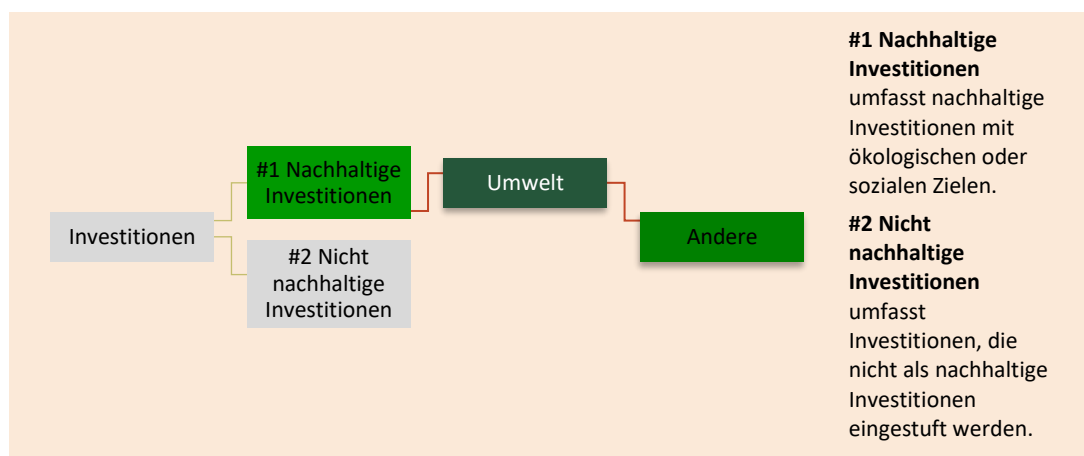 Investitionen
#1 Nachhaltige
Investitionen
#2 Nicht
nachhaltige
Investitionen
Umwelt
Andere
#1 Nachhaltige
Investitionen
umfasst nachhaltige
Investitionen mit
ökologischen oder
sozialen Zielen.
#2 Nicht
nachhaltige
Investitionen
umfasst
Investitionen, die
nicht als nachhaltige
Investitionen
eingestuft werden.